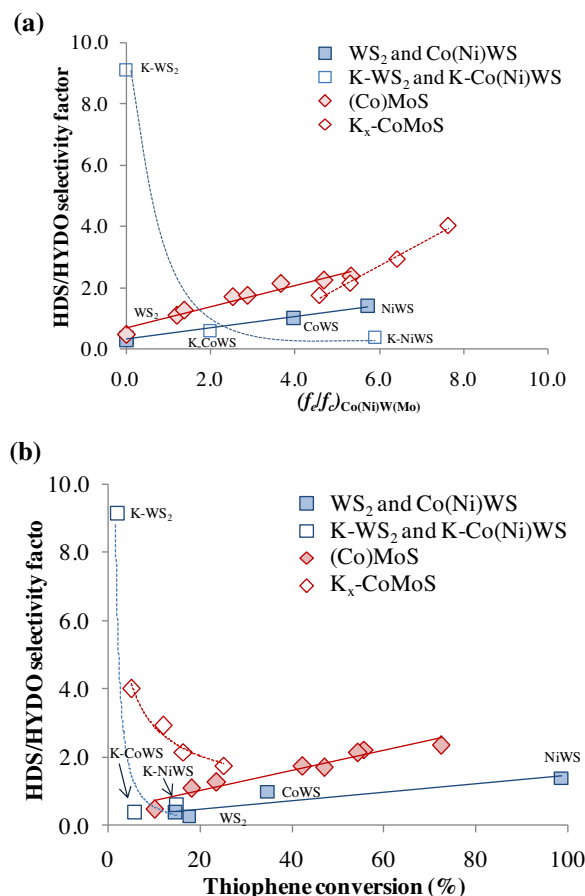 (a)
HDS/HYDO selectivity factor
10.0
8.0
6.0
4.0
2.0
0.0
K-WS2
WS2 and Co(Ni)WS
K-WS2 and K-Co(Ni)WS
(Co)MoS
Kx-CoMoS
WS2
K-CoWS
CoWS
NiWS
K-NiWS
0.0 2.0 4.0 6.0 8.0 10.0
(fe/fc)Co(Ni)W(Mo)
(b)
HDS/HYDO selectivity facto
10.0
8.0
6.0
4.0
2.0
0.0
K-WS2
WS2 and Co(Ni)WS
K-WS2 and K-Co(Ni)WS
(Co)MoS
Kx-CoMoS
K-CoWS
K-NiWS
WS2
CoWS
NiWS
0 20 40 60 80 100
Thiophene conversion (%)